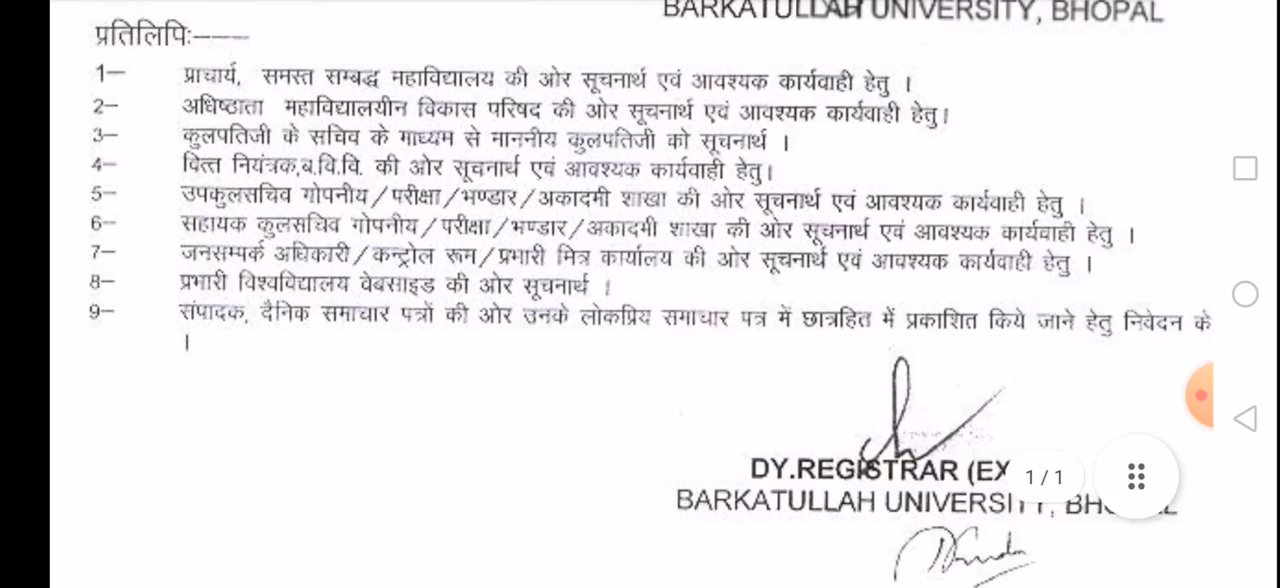 BARKATULLAH UNIVERSITY, BHOPAL
प्रतिलिपिः----
1— प्राचार्य, समस्त सम्बद्ध महाविद्यालय की ओर सूचनार्थ एवं आवश्यक कार्यवाही हेतु ।
2— अधिष्ठाता महाविद्यालयीन विकास परिषद की ओर सूचनार्थ एवं आवश्यक कार्यवाही हेतु।
3— कुलपतिजी के सचिव के माध्यम से माननीय कुलपतिजी को सूचनार्थ ।
4— वित्त नियंत्रक,ब.वि.वि. की ओर सूचनार्थ एवं आवश्यक कार्यवाही हेतु।
5— उपकुलसचिव गोपनीय/परीक्षा/भण्डार/अकादमी शाखा की ओर सूचनार्थ एवं आवश्यक कार्यवाही हेतु ।
6— सहायक कुलसचिव गोपनीय/परीक्षा/भण्डार/अकादमी शाखा की ओर सूचनार्थ एवं आवश्यक कार्यवाही हेतु ।
7— जनसम्पर्क अधिकारी/कन्ट्रोल रूम/प्रभारी मित्र कार्यालय की ओर सूचनार्थ एवं आवश्यक कार्यवाही हेतु ।
8— प्रभारी विश्वविद्यालय वेबसाइड की ओर सूचनार्थ ।
9— संपादक, दैनिक समाचार पत्रों की ओर उनके लोकप्रिय समाचार पत्र में छात्रहित में प्रकाशित किये जाने हेतु निवेदन के
।
DY.REGISTRAR (EX
1 / 1
BARKATULLAH UNIVERSITY, BH